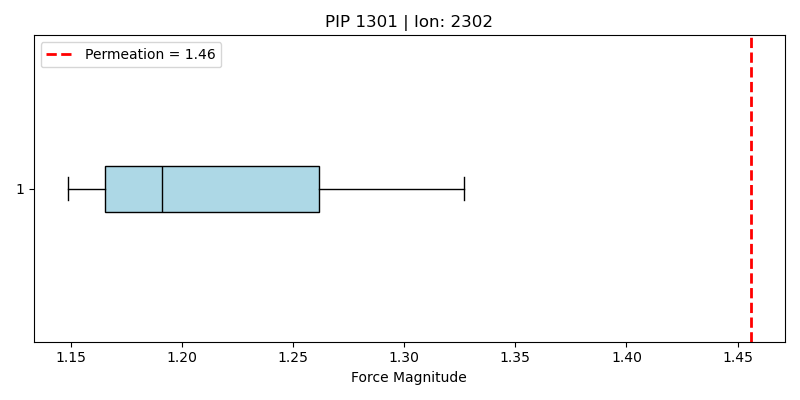 PIP 1301 | Ion: 2302
Permeation = 1.46
1
1.15 1.20 1.25 1.30 1.35 1.40 1.45
Force Magnitude